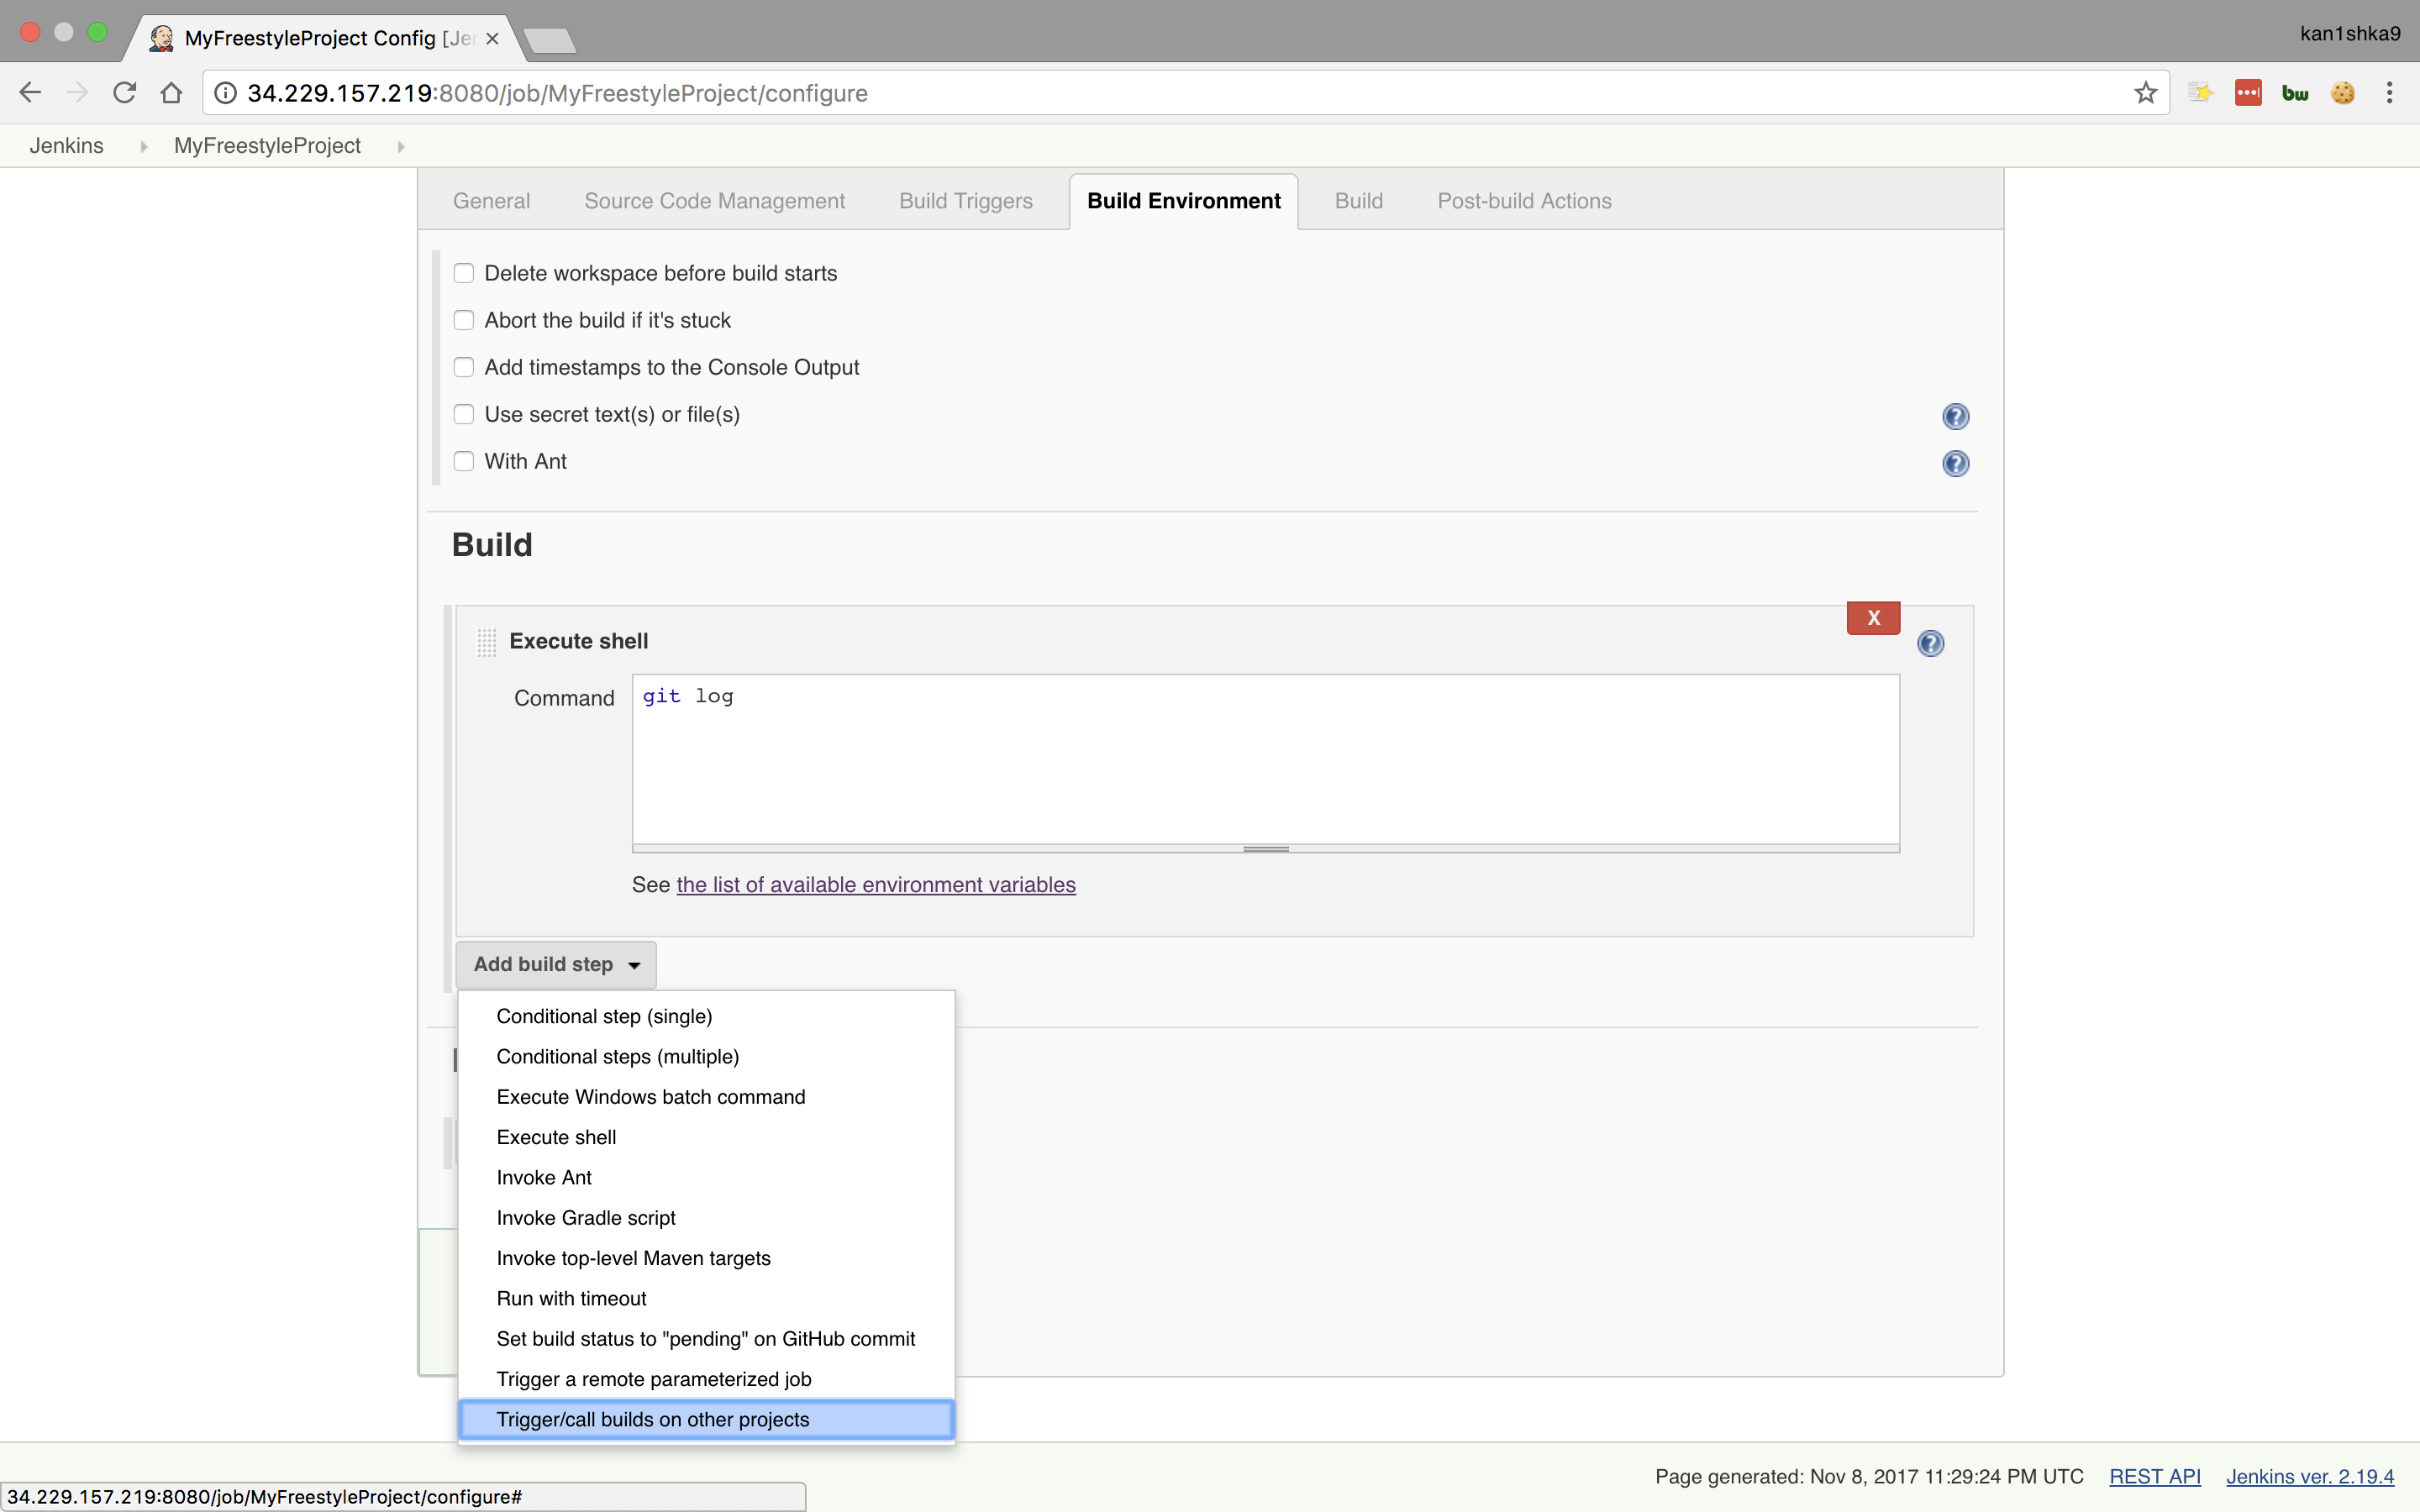 MyFreestyleProject Config [Je
kan1shka9
34.229.157.219:8080/job/MyFreestyleProject/configure
bw
Jenkins MyFreestyleProject
General Source Code Management Build Triggers Build Environment Build Post-build Actions
Delete workspace before build starts
Abort the build if it's stuck
Add timestamps to the Console Output
Use secret text(s) or file(s)
With Ant
Build
X
Execute shell
Command git log
See the list of available environment variables
Add build step
Conditional step (single)
Conditional steps (multiple)
Execute Windows batch command
Execute shell
Invoke Ant
Invoke Gradle script
Invoke top-level Maven targets
Run with timeout
Set build status to "pending" on GitHub commit
Trigger a remote parameterized job
Trigger/call builds on other projects
Page generated: Nov 8, 2017 11:29:24 PM UTC REST API Jenkins ver. 2.19.4
34.229.157.219:8080/job/MyFreestyleProject/configure#